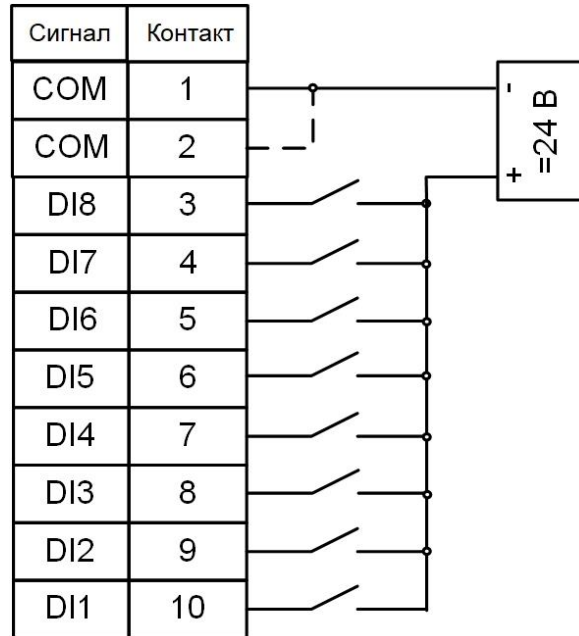 Сигнал Контакт
COM 1
COM 2
DI8 3
DI7 4
DI6 5
DI5 6
DI4 7
DI3 8
DI2 9
DI1 10
-
+
=24 В